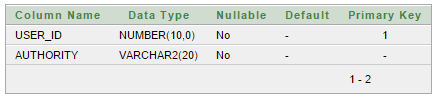 Column Name Data Type Nullable Default Primary Key
USER_ID NUMBER(10,0) No - 1
AUTHORITY VARCHAR2(20) No - -
1 - 2